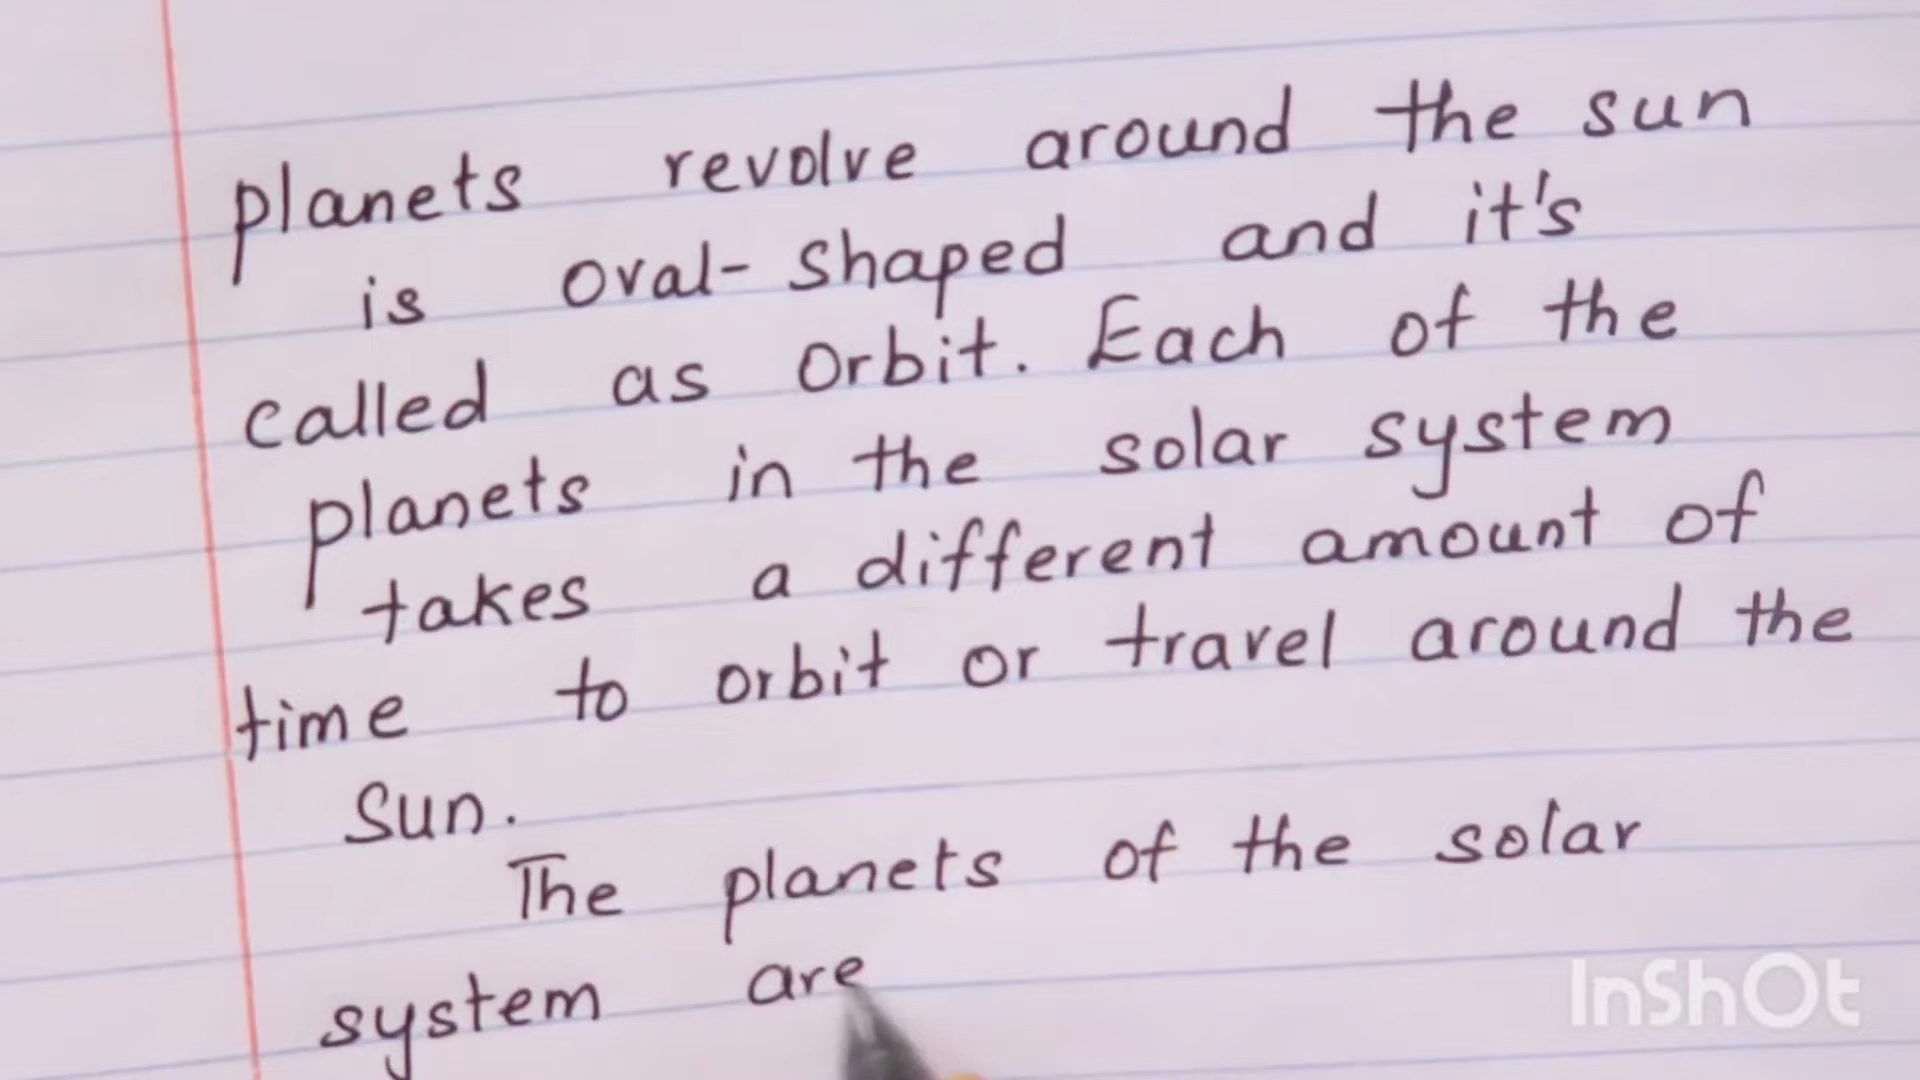 planets revolve around the sun
is oval-shaped and it's
called as orbit. Each of the
planets in the solar system
takes a different amount of
time to orbit or travel around the
Sun.
The planets of the solar
system are
InShOt